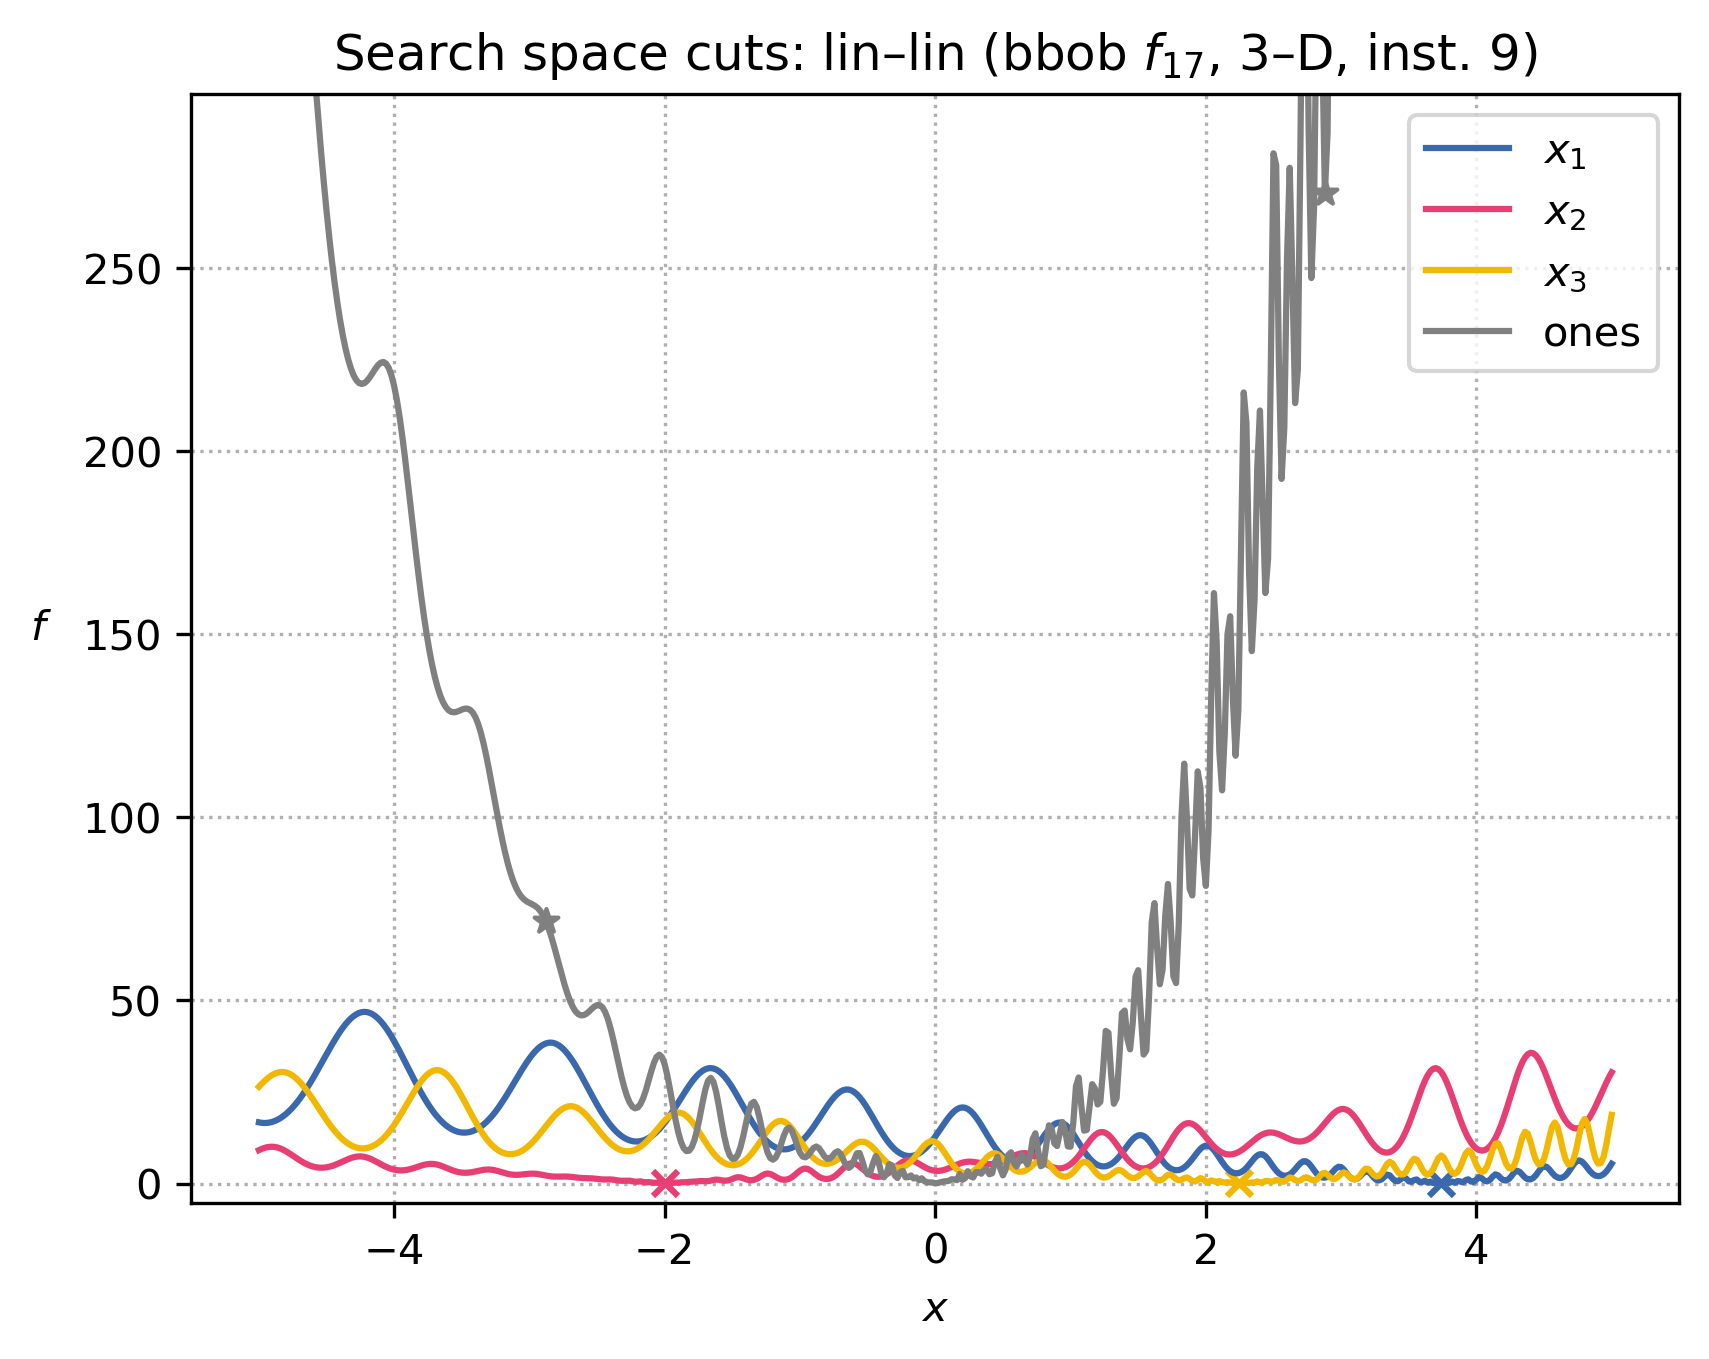 Search space cuts: lin–lin (bbob f₁₇, 3–D, inst. 9)
x₁
x₂
x₃
ones
f
250
200
150
100
50
0
−4
−2
0
2
4
x